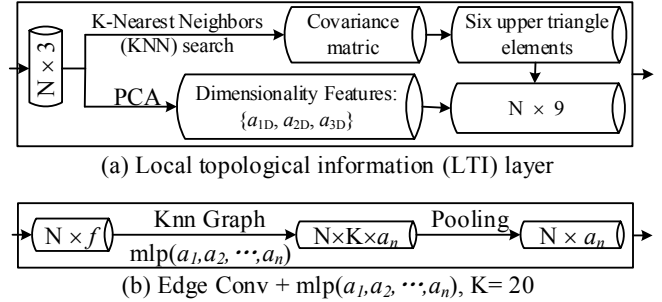 N × 3
K-Nearest Neighbors
(KNN) search
Covariance
matric
Six upper triangle
elements
PCA
Dimensionality Features:
{a1D, a2D, a3D}
N × 9
(a) Local topological information (LTI) layer
N × f
Knn Graph
mlp(a1,a2, ⋯,an)
N×K×an
Pooling
N × an
(b) Edge Conv + mlp(a1,a2, ⋯,an), K= 20